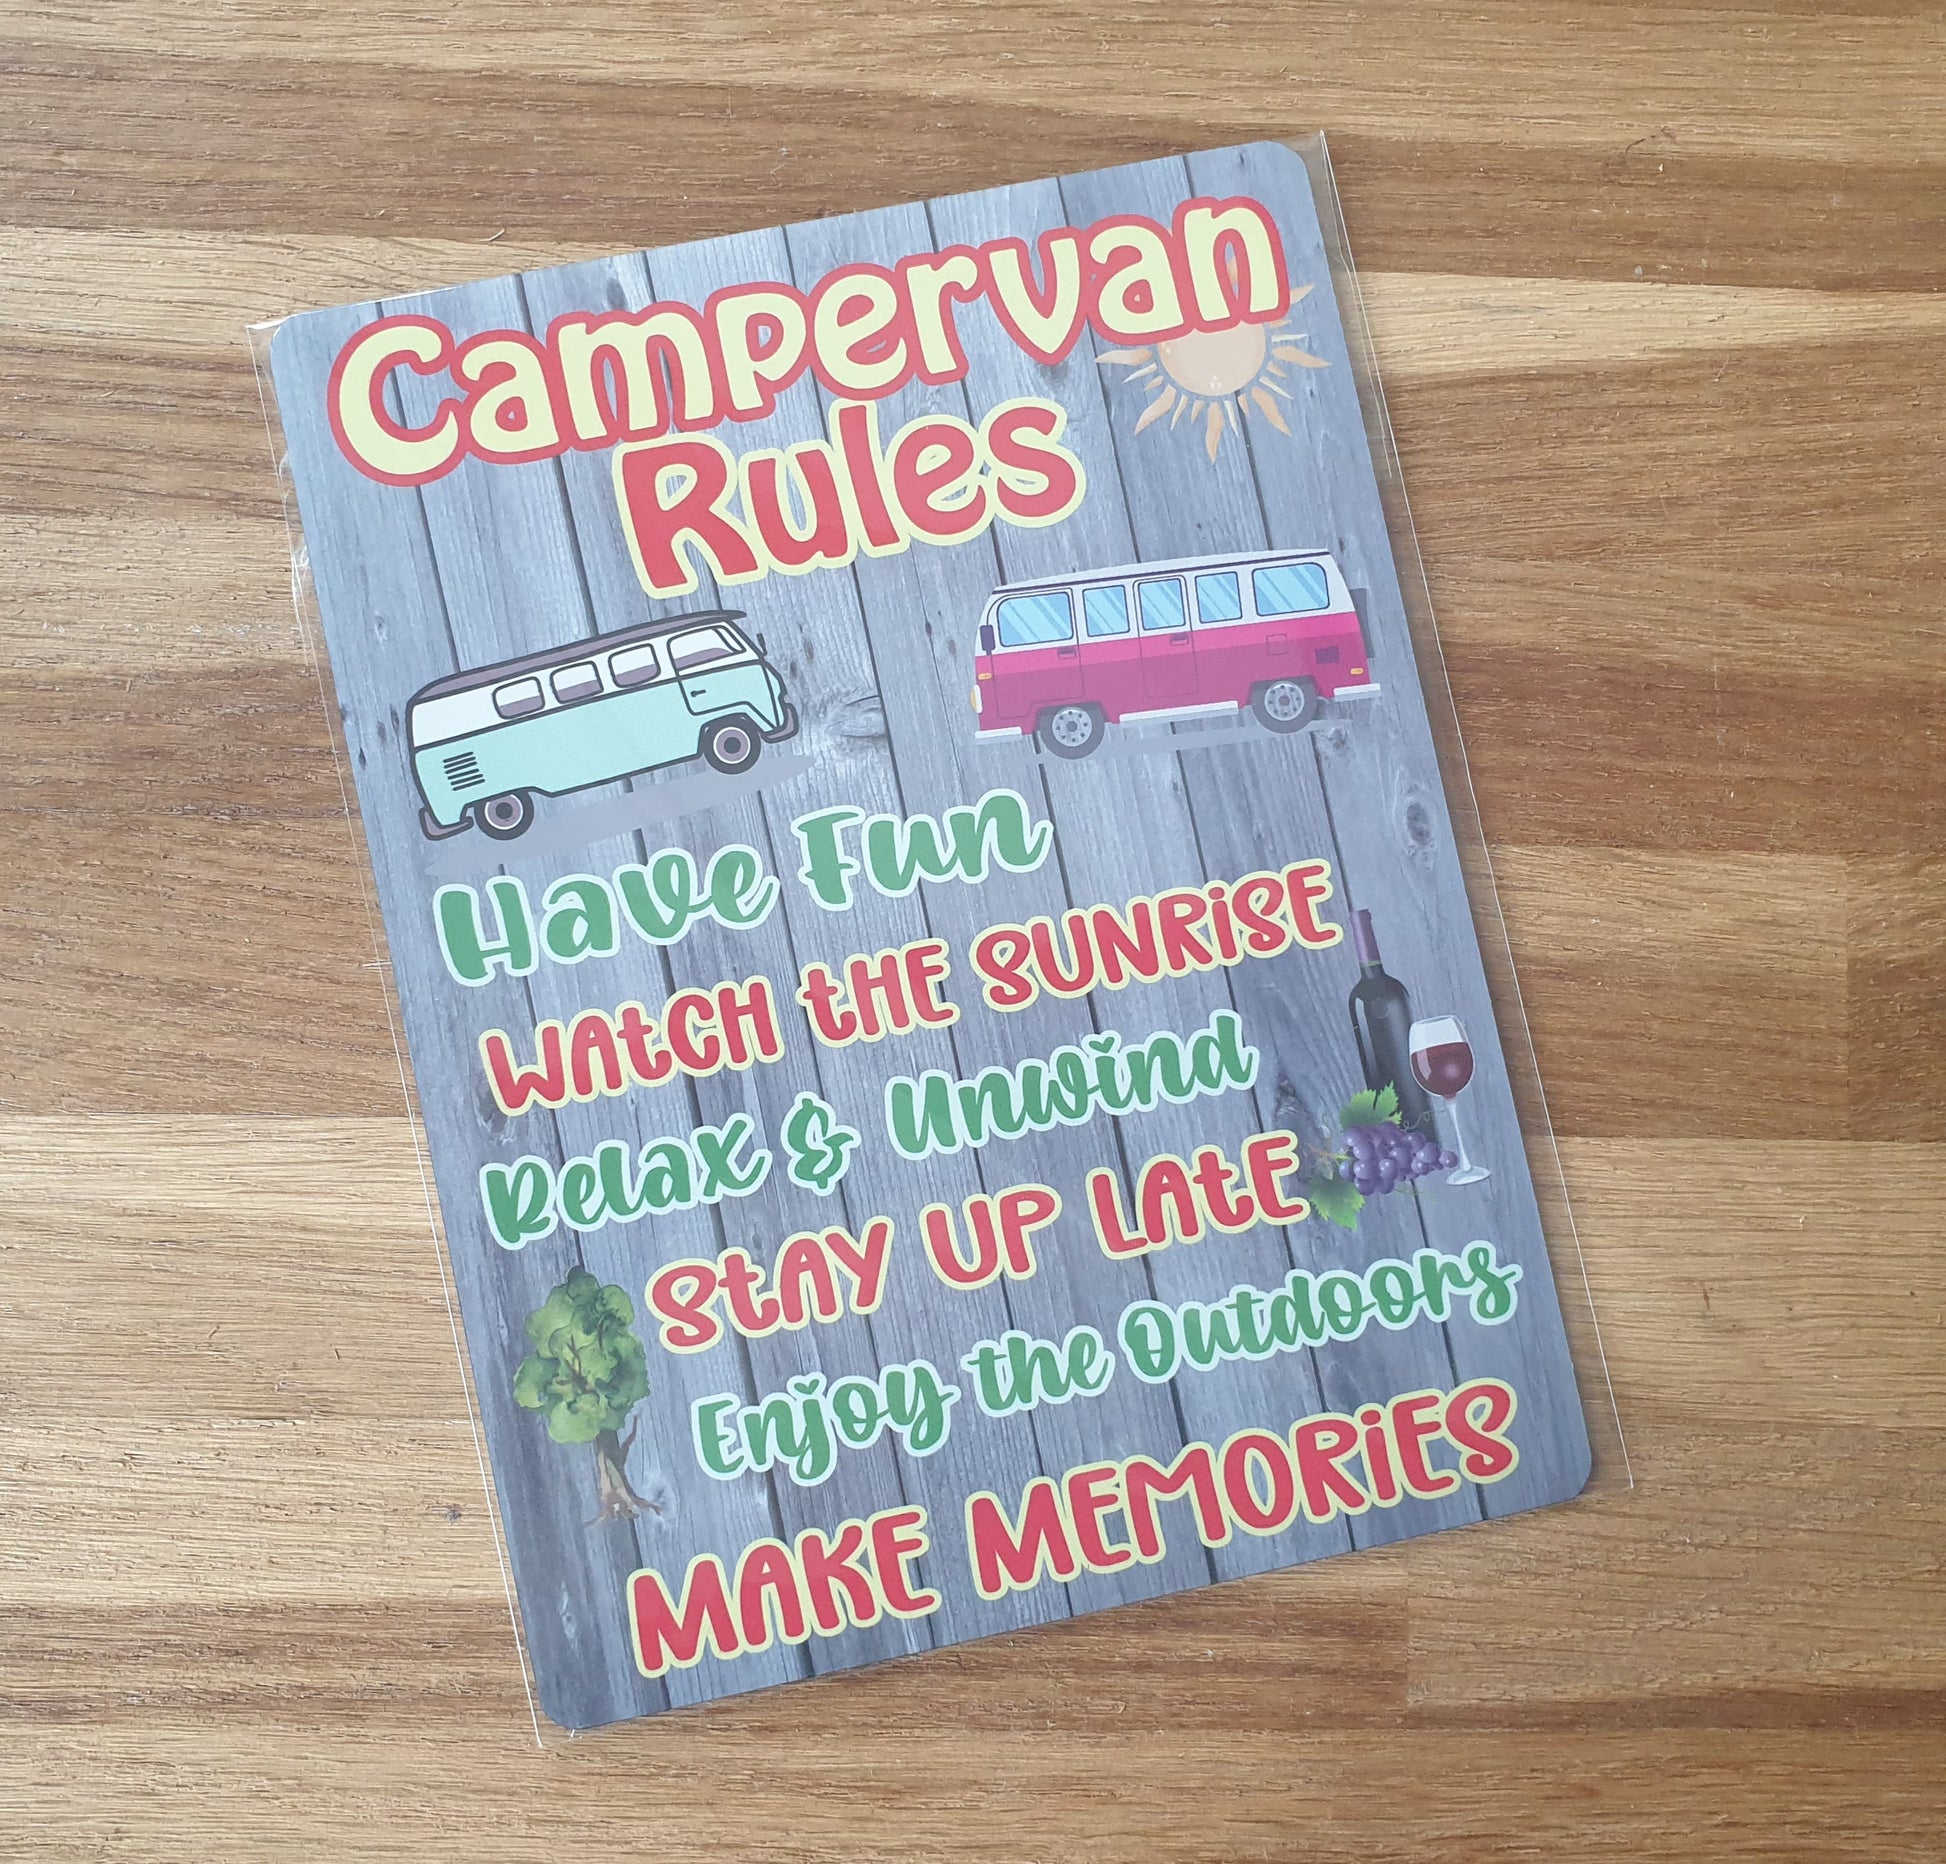 Campervan
Rules
Have Fun
WAtCH tHE SUNRiSE
Relax & Unwind
StAY UP LAtE
Enjoy the Outdoors
MAKE MEMORiES